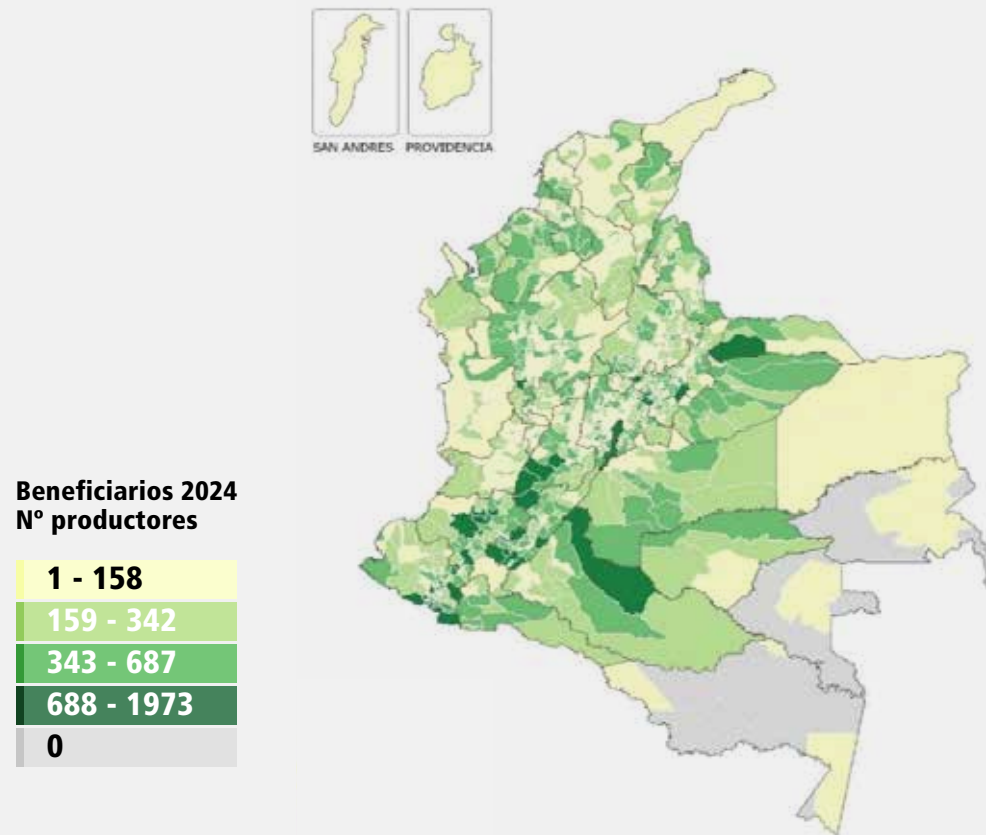 SAN ANDRES PROVIDENCIA
Beneficiarios 2024
Nº productores
1 - 158
159 - 342
343 - 687
688 - 1973
0